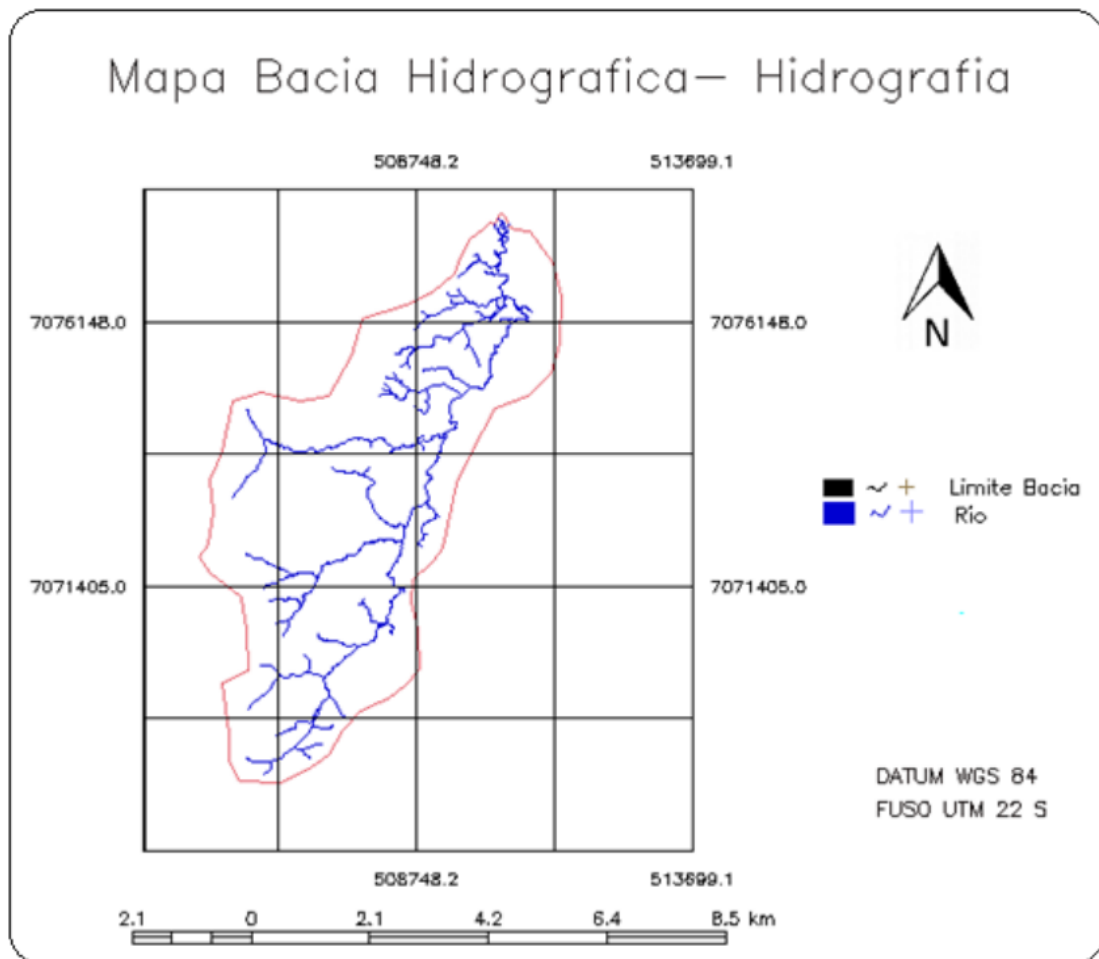 Mapa Bacia Hidrografica- Hidrografia
508748.2 513699.1
7076148.0 7076148.0
N
Limite Bacia
Rio
7071405.0 7071405.0
DATUM WGS 84
FUSO UTM 22 S
508748.2 513699.1
2.1 0 2.1 4.2 6.4 8.5 km